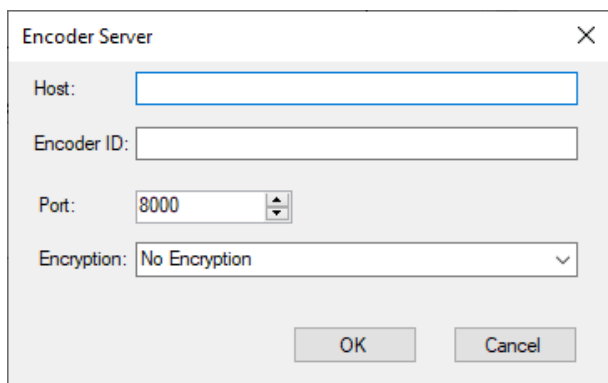 Encoder Server
Host:
Encoder ID:
Port: 8000
Encryption: No Encryption
OK Cancel